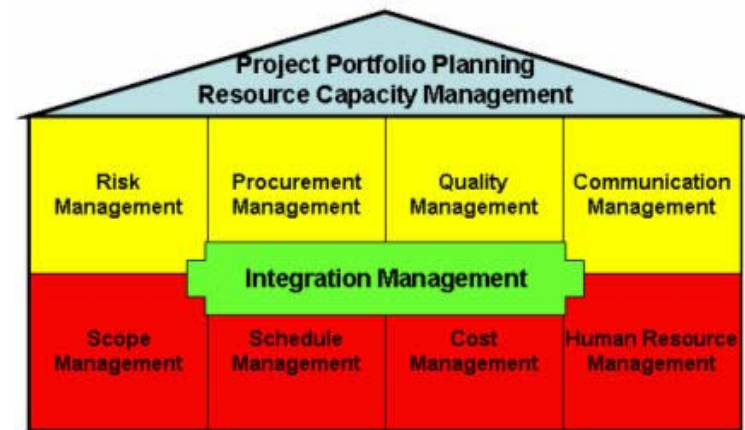 Project Portfolio Planning
Resource Capacity Management
Risk
Management
Procurement
Management
Quality
Management
Communication
Management
Integration Management
Scope
Management
Schedule
Management
Cost
Management
Human Resource
Management